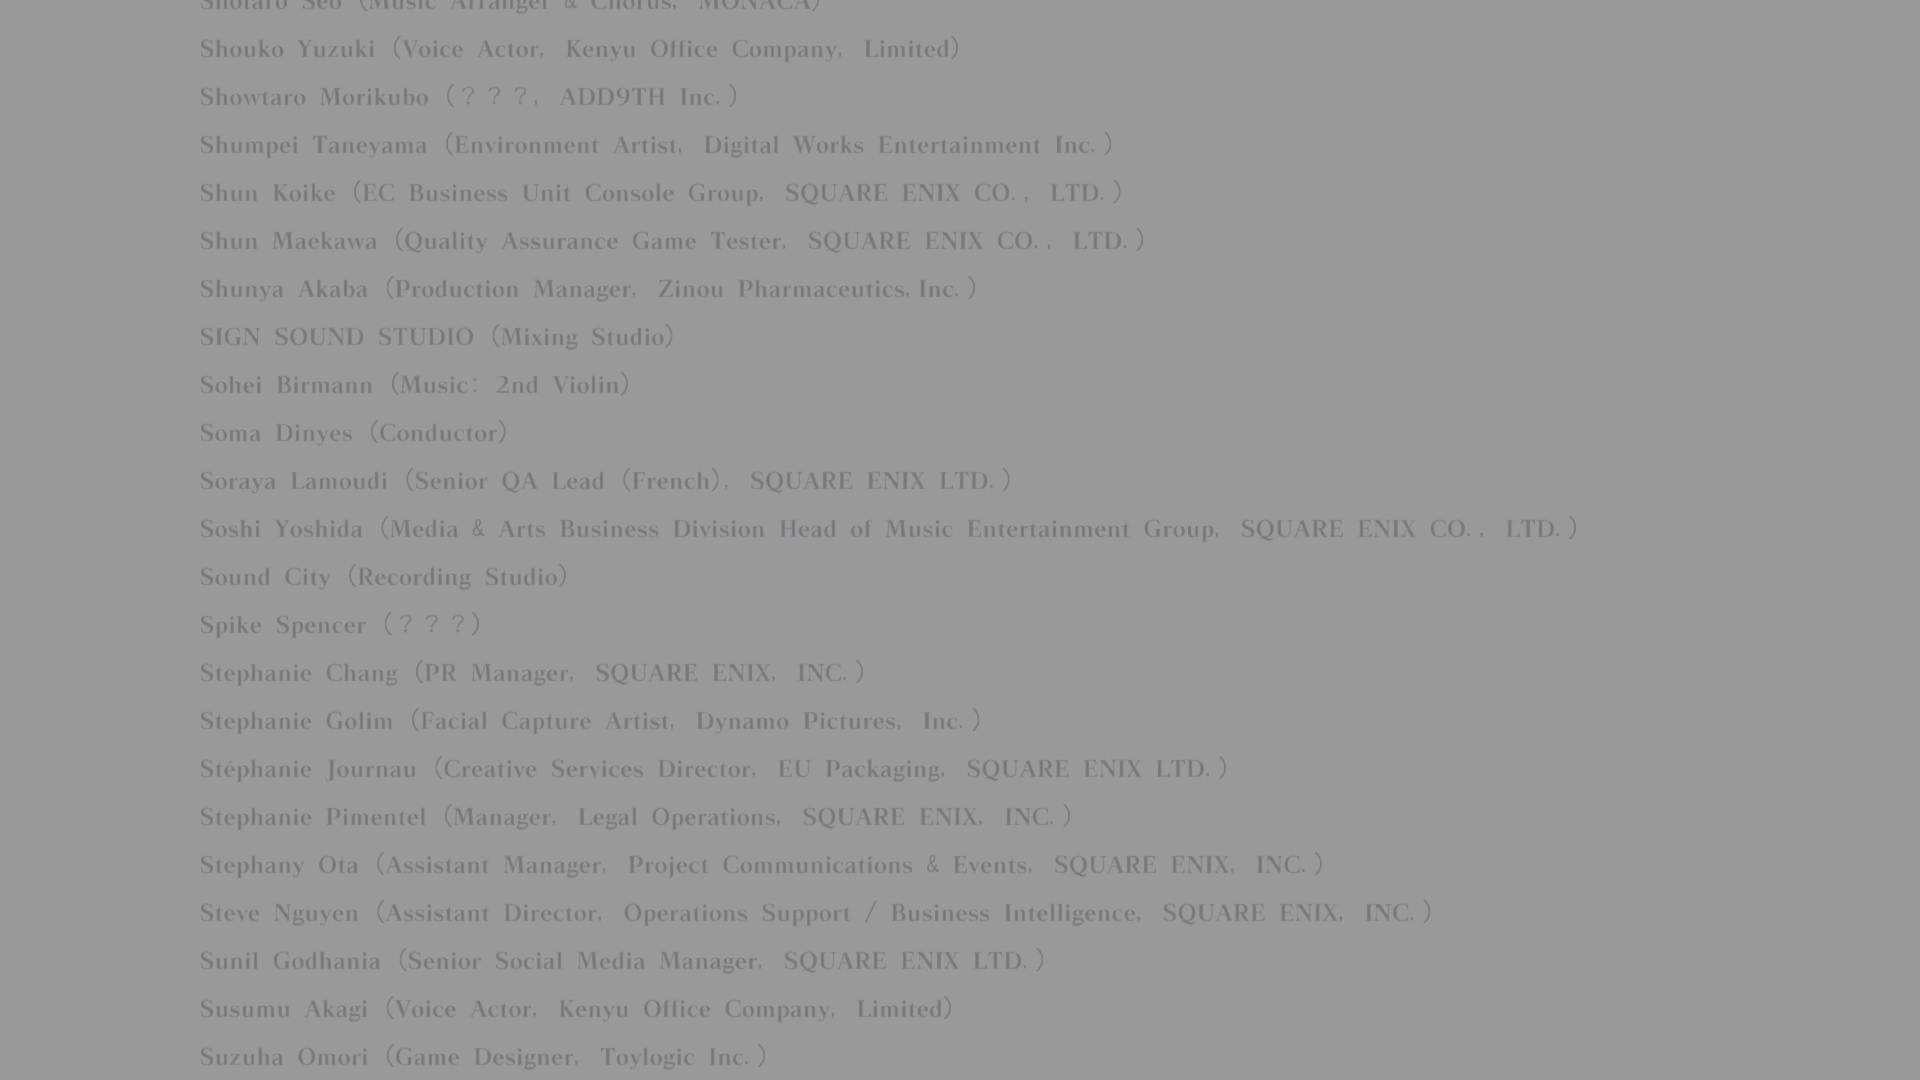 Shotaro Seo (Music Arranger & Chorus, MONACA)
Shouko Yuzuki (Voice Actor, Kenyu Office Company, Limited)
Showtaro Morikubo (？？？, ADD9TH Inc.)
Shumpei Taneyama (Environment Artist, Digital Works Entertainment Inc.)
Shun Koike (EC Business Unit Console Group, SQUARE ENIX CO., LTD.)
Shun Maekawa (Quality Assurance Game Tester, SQUARE ENIX CO., LTD.)
Shunya Akaba (Production Manager, Zinou Pharmaceutics, Inc.)
SIGN SOUND STUDIO (Mixing Studio)
Sohei Birmann (Music: 2nd Violin)
Soma Dinyes (Conductor)
Soraya Lamoudi (Senior QA Lead (French), SQUARE ENIX LTD.)
Soshi Yoshida (Media & Arts Business Division Head of Music Entertainment Group, SQUARE ENIX CO., LTD.)
Sound City (Recording Studio)
Spike Spencer (？？？)
Stephanie Chang (PR Manager, SQUARE ENIX, INC.)
Stephanie Golim (Facial Capture Artist, Dynamo Pictures, Inc.)
Stéphanie Journau (Creative Services Director, EU Packaging, SQUARE ENIX LTD.)
Stephanie Pimentel (Manager, Legal Operations, SQUARE ENIX, INC.)
Stephany Ota (Assistant Manager, Project Communications & Events, SQUARE ENIX, INC.)
Steve Nguyen (Assistant Director, Operations Support / Business Intelligence, SQUARE ENIX, INC.)
Sunil Godhania (Senior Social Media Manager, SQUARE ENIX LTD.)
Susumu Akagi (Voice Actor, Kenyu Office Company, Limited)
Suzuha Omori (Game Designer, Toylogic Inc.)